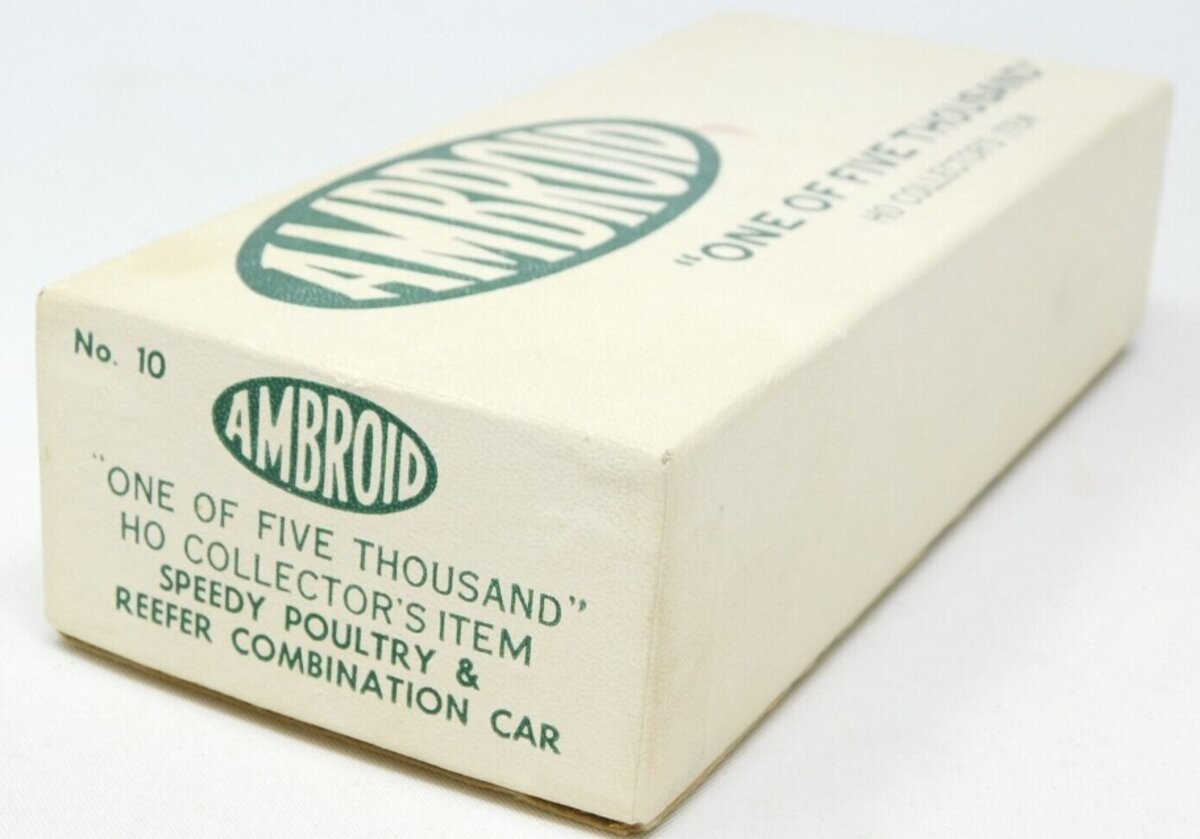 AMBROID
"ONE OF FIVE THOUSAND"
HO COLLECTOR'S ITEM
No. 10
AMBROID
"ONE OF FIVE THOUSAND"
HO COLLECTOR'S ITEM
SPEEDY POULTRY &
REEFER COMBINATION CAR